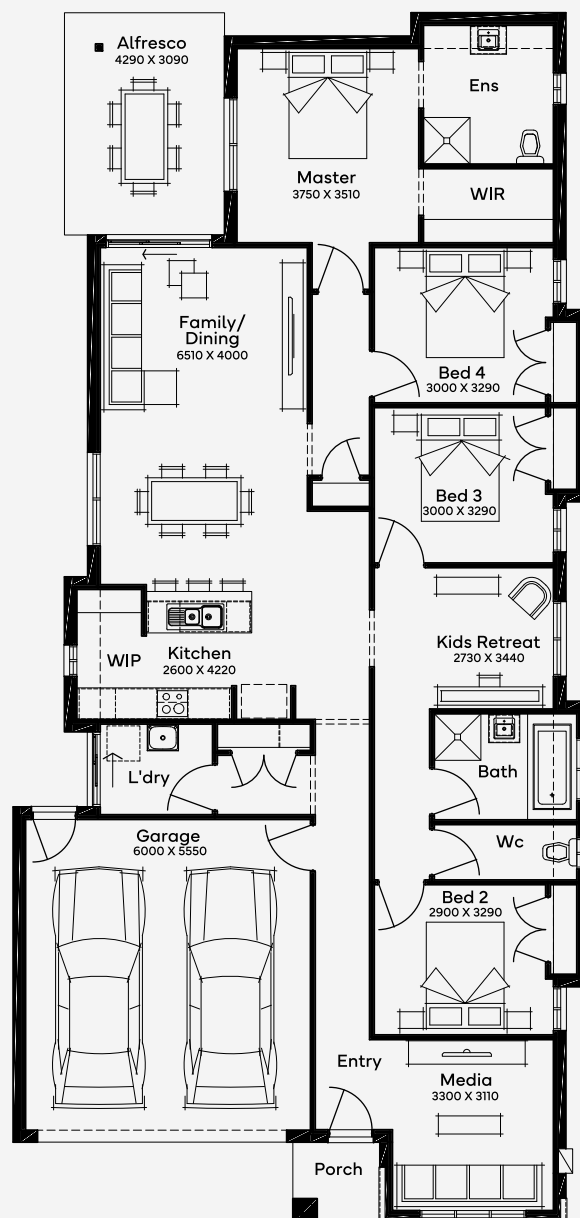 Alfresco
4290 X 3090
Ens
Master
3750 X 3510
WIR
Family/
Dining
6510 X 4000
Bed 4
3000 X 3290
Bed 3
3000 X 3290
Kids Retreat
2730 X 3440
WIP
Kitchen
2600 X 4220
L'dry
Bath
Garage
6000 X 5550
Wc
Bed 2
2900 X 3290
Entry
Media
3300 X 3110
Porch